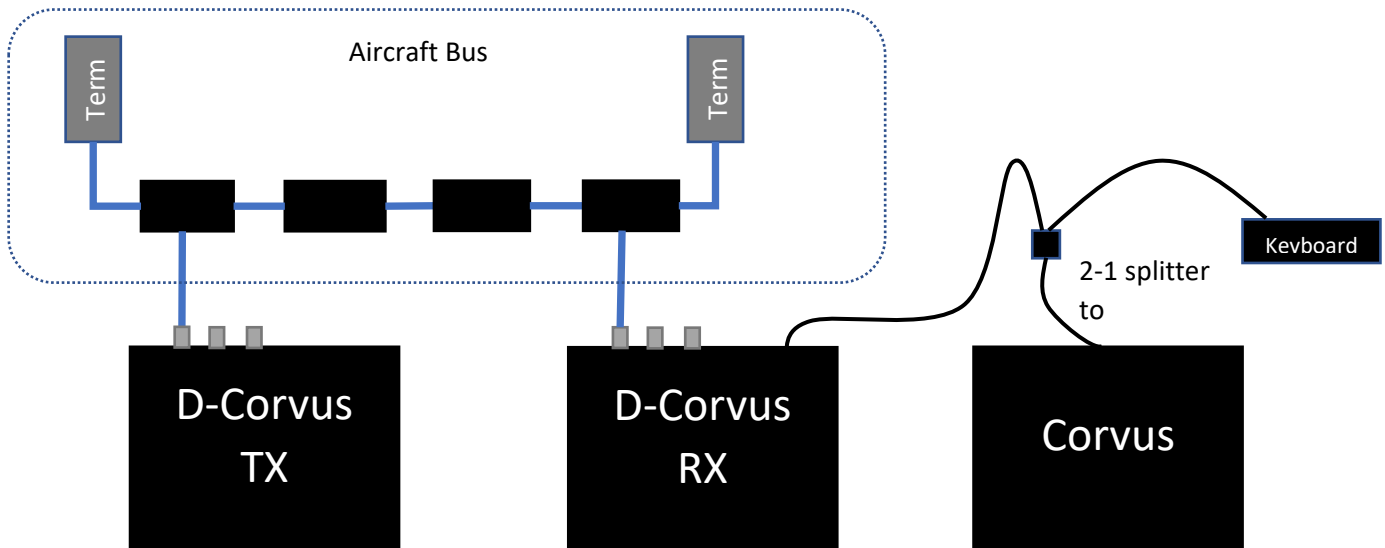 Aircraft Bus
Term
Term
Kevboard
2-1 splitter
to
D-Corvus
TX
D-Corvus
RX
Corvus